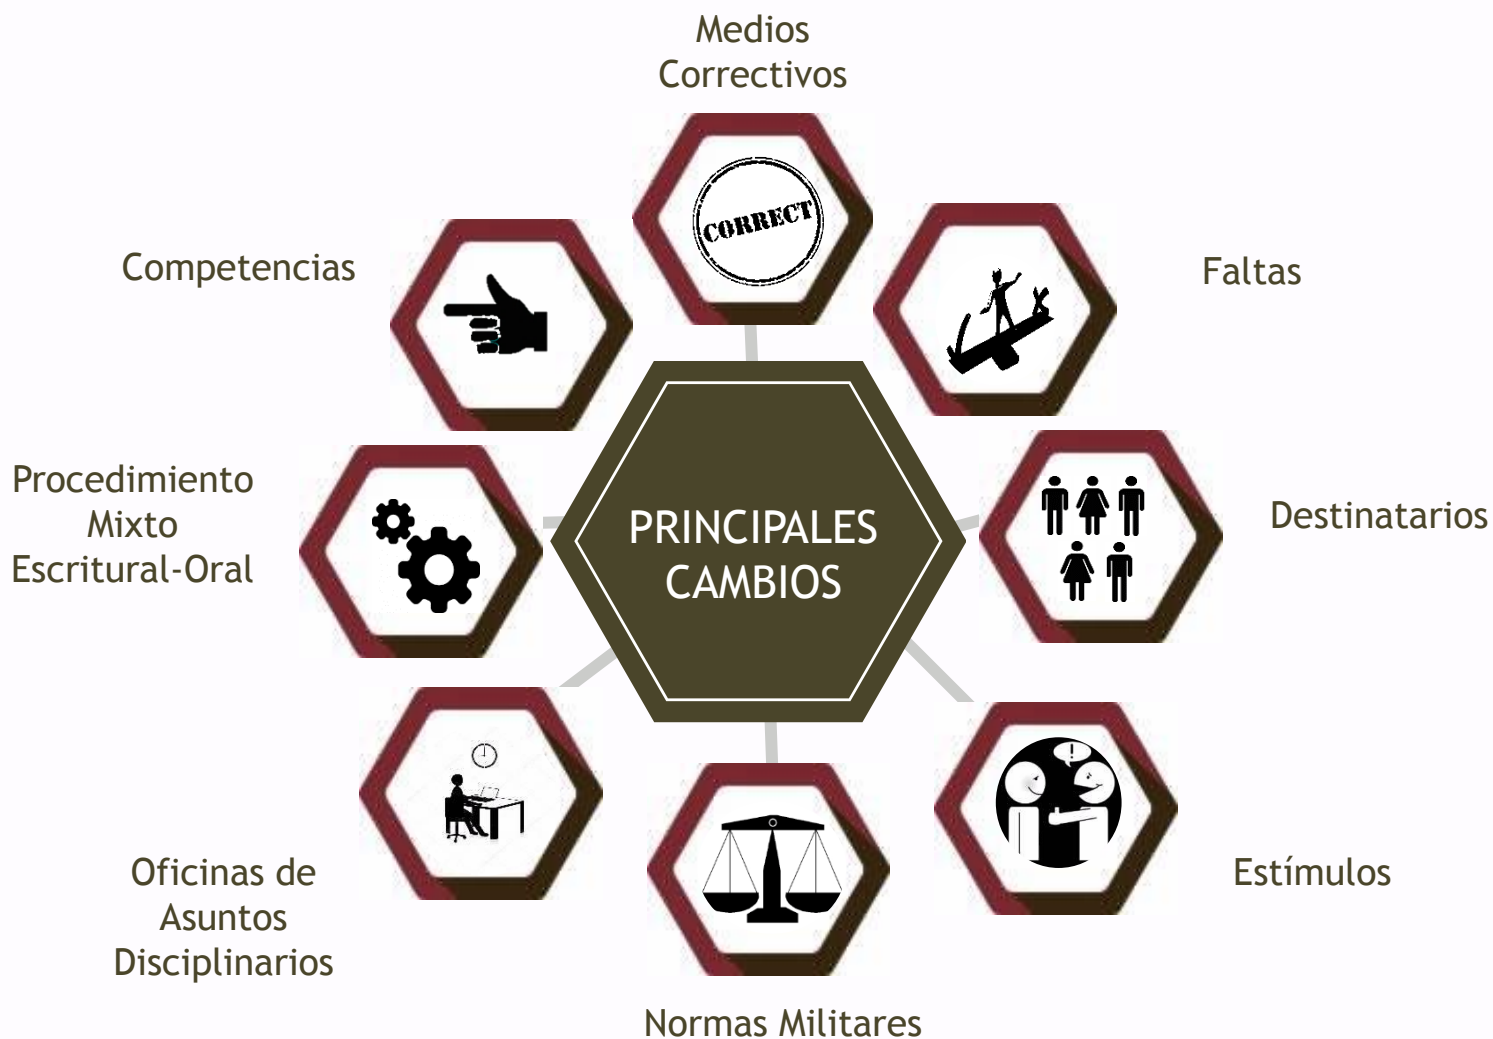 Medios
Correctivos
CORRECT
Competencias
Faltas
Procedimiento
Mixto
Escritural-Oral
PRINCIPALES
CAMBIOS
Destinatarios
!
Oficinas de
Asuntos
Disciplinarios
Estímulos
Normas Militares